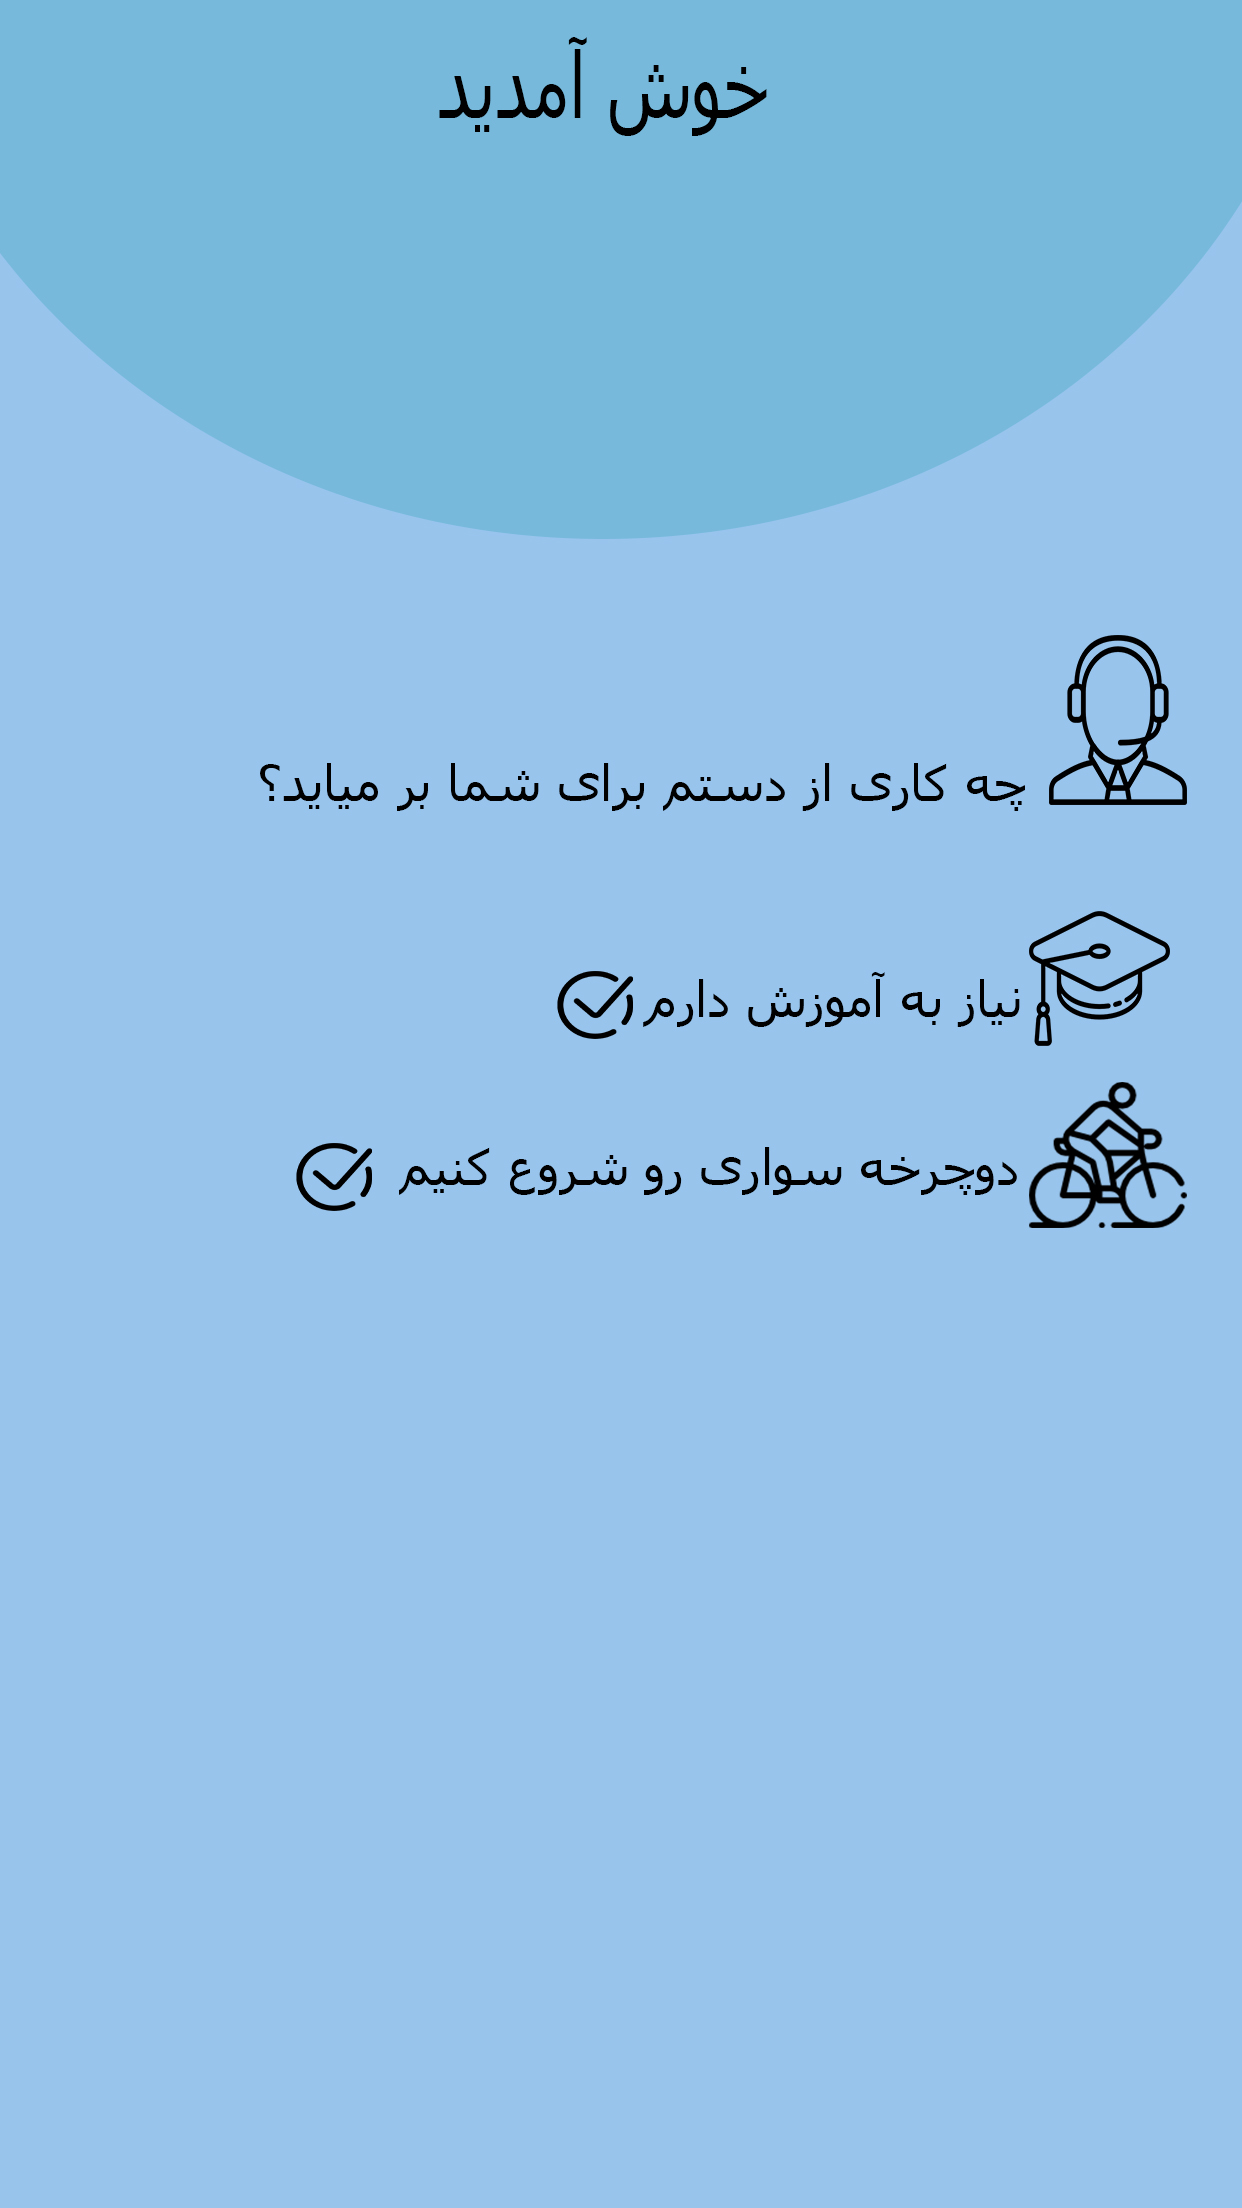 خوش آمدید
چه کاری از دستم برای شما بر میاید؟
نیاز به آموزش دارم
دوچرخه سواری رو شروع کنیم